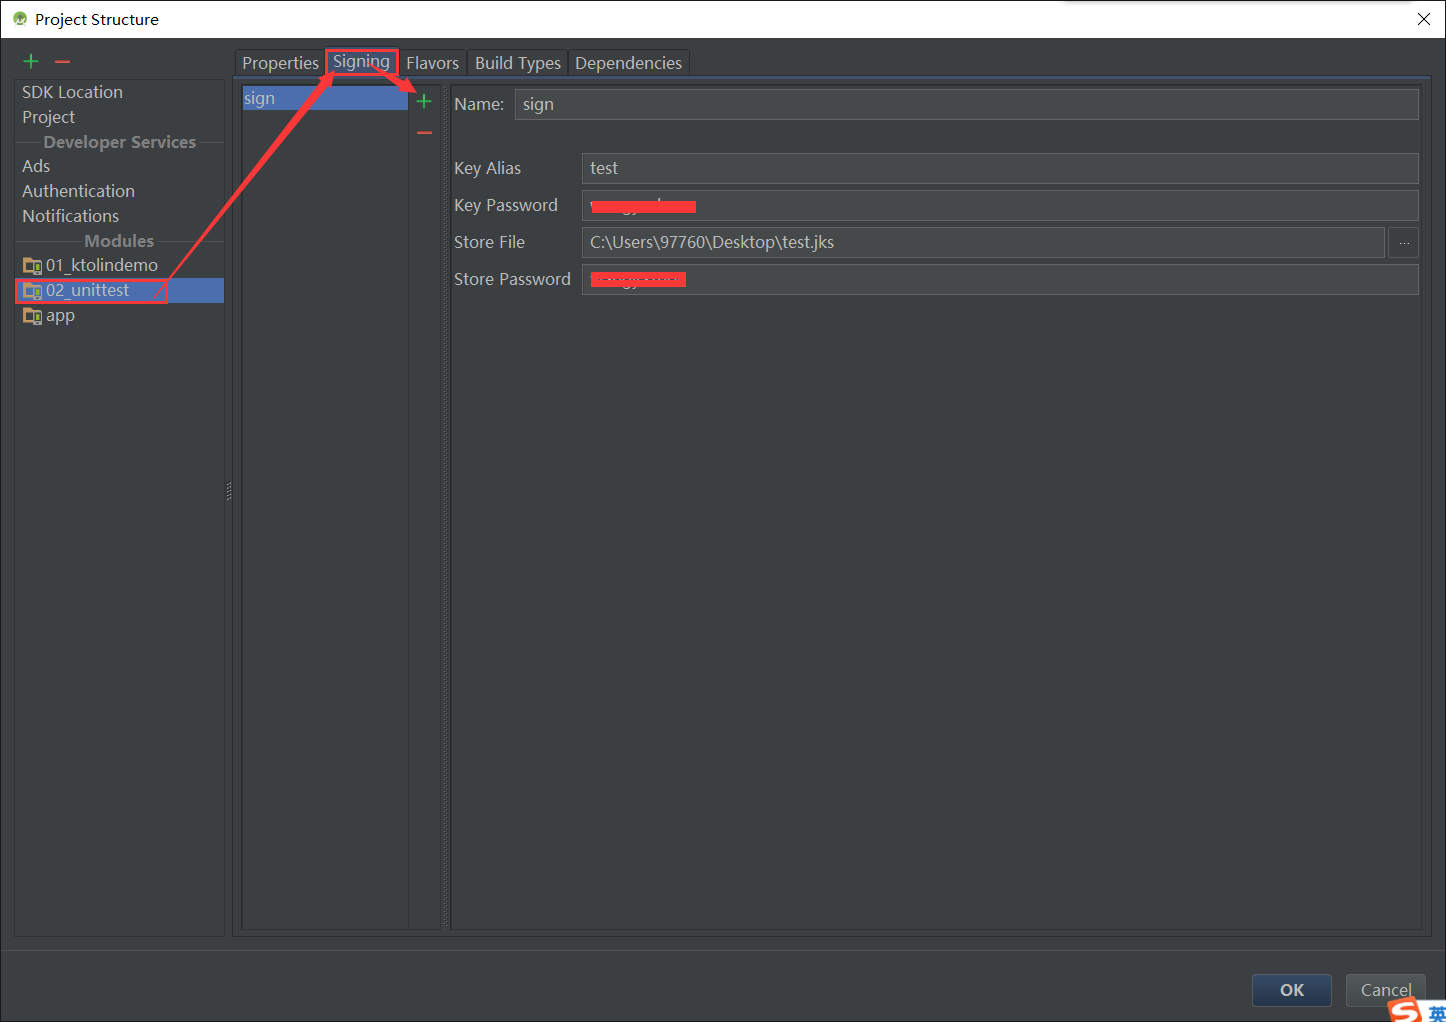 Project Structure
Properties Signing Flavors Build Types Dependencies
SDK Location
Project
Developer Services
Ads
Authentication
Notifications
Modules
01_ktolindemo
02_unittest
app
sign
Name: sign
Key Alias test
Key Password
Store File C:\Users\97760\Desktop\test.jks ...
Store Password
OK Cancel
S 英